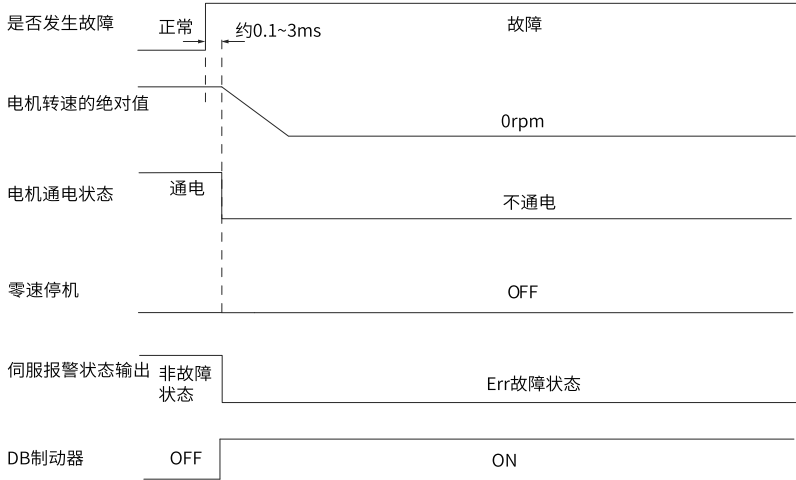 是否发生故障 正常 约0.1~3ms 故障
电机转速的绝对值 0rpm
电机通电状态 通电 不通电
零速停机 OFF
伺服报警状态输出 非故障 Err故障状态
状态
DB制动器 OFF ON